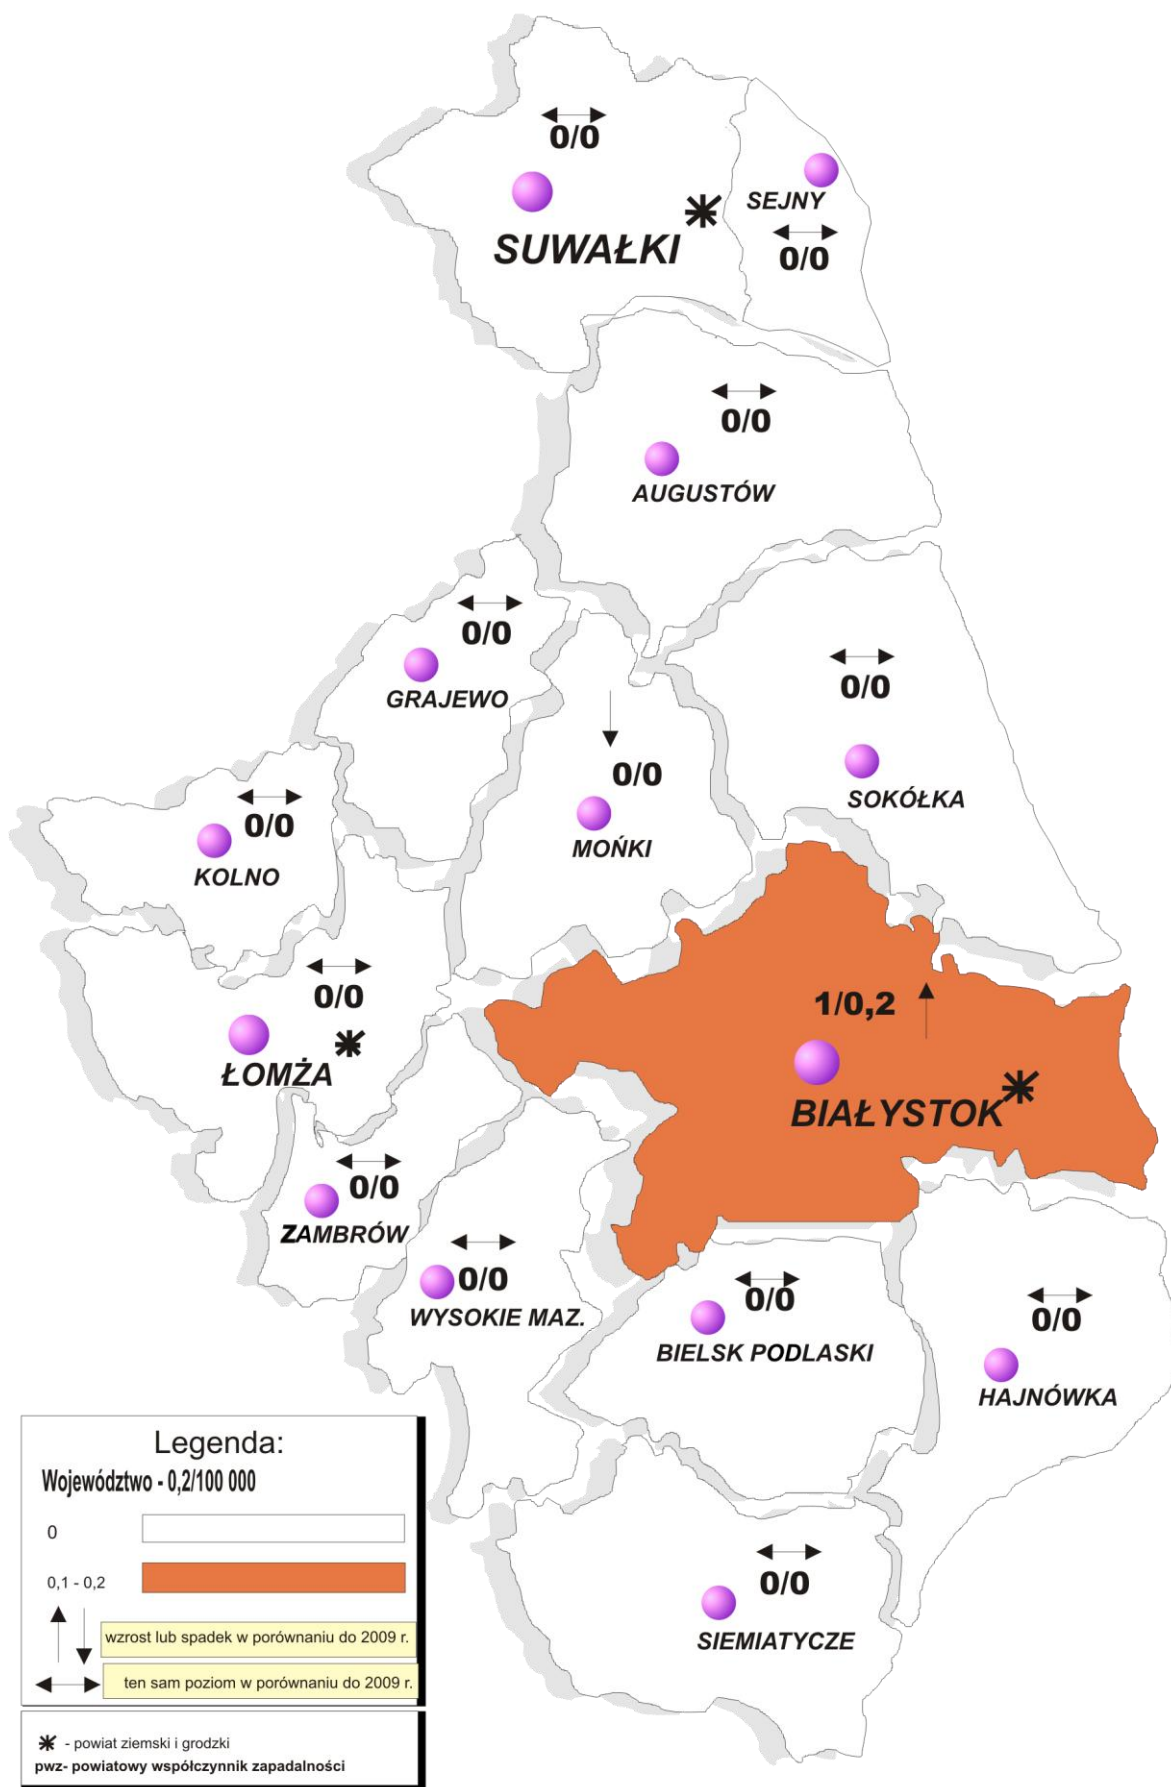 0/0
SUWAŁKI
SEJNY
0/0
0/0
AUGUSTÓW
0/0
GRAJEWO
0/0
SOKÓŁKA
0/0
MOŃKI
0/0
KOLNO
0/0
ŁOMŻA
1/0,2
BIAŁYSTOK
0/0
ZAMBRÓW
0/0
WYSOKIE MAZ.
0/0
BIELSK PODLASKI
0/0
HAJNÓWKA
0/0
SIEMIATYCZE
Legenda:
Województwo - 0,2/100 000
0
0,1 - 0,2
wzrost lub spadek w porównaniu do 2009 r.
ten sam poziom w porównaniu do 2009 r.
- powiat ziemski i grodzki
pwz- powiatowy współczynnik zapadalności